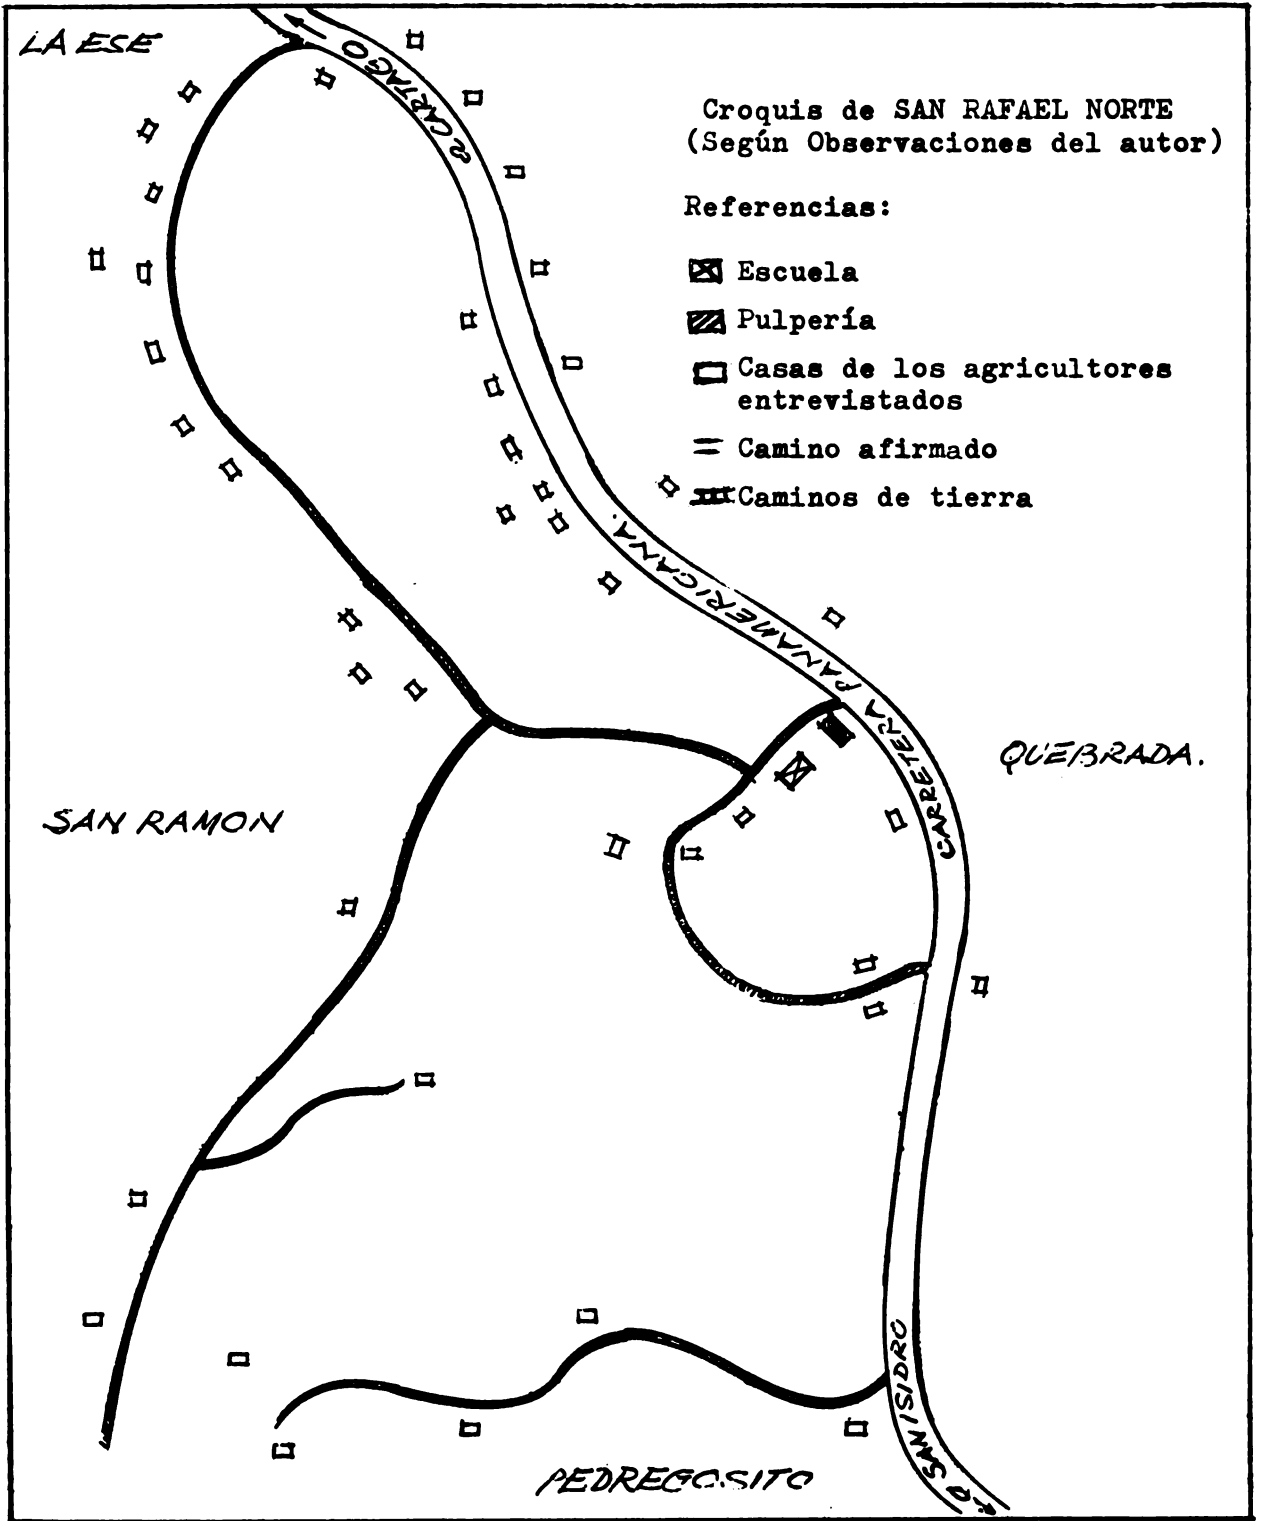 LA ESE
a CARTAGO
Croquis de SAN RAFAEL NORTE
(Según Observaciones del autor)
Referencias:
Escuela
Pulpería
Casas de los agricultores
entrevistados
Camino afirmado
Caminos de tierra
CARRETERA PANAMERICANA.
QUEBRADA.
SAN RAMON
a SAN ISIDRO
PEDREGOSITO